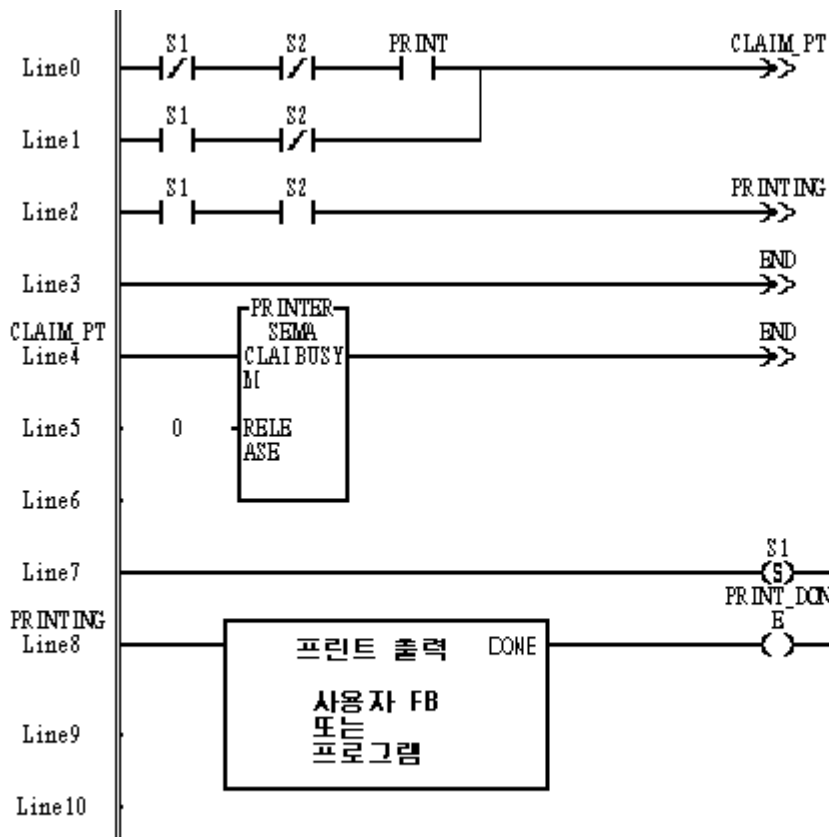 S1 S2 PRINT CLAIM_PT
Line0
S1 S2
Line1
S1 S2 PRINTING
Line2
END
Line3
PRINTER
CLAIM_PT SEMA END
Line4 CLAI BUSY
M
Line5 0 RELE
ASE
Line6
S1
Line7 S
PRINT_DON
PRINTING E
Line8 프린트 출력 DONE
사용자 FB
Line9 또는
프로그램
Line10